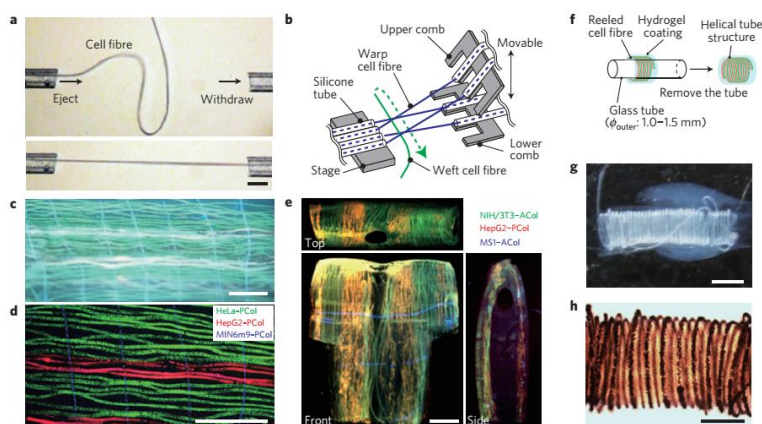 a
Cell fibre
Eject
Withdraw
b
Upper comb
Movable
Warp
cell fibre
Silicone
tube
Stage
Lower
comb
Weft cell fibre
c
d
HeLa–PCol
HepG2–PCol
MIN6m9–PCol
e
Top
NIH/3T3–ACol
HepG2–PCol
MS1–ACol
Front
Side
f
Reeled
cell fibre
Hydrogel
coating
Helical tube
structure
Remove the tube
Glass tube
(ϕouter: 1.0–1.5 mm)
g
h